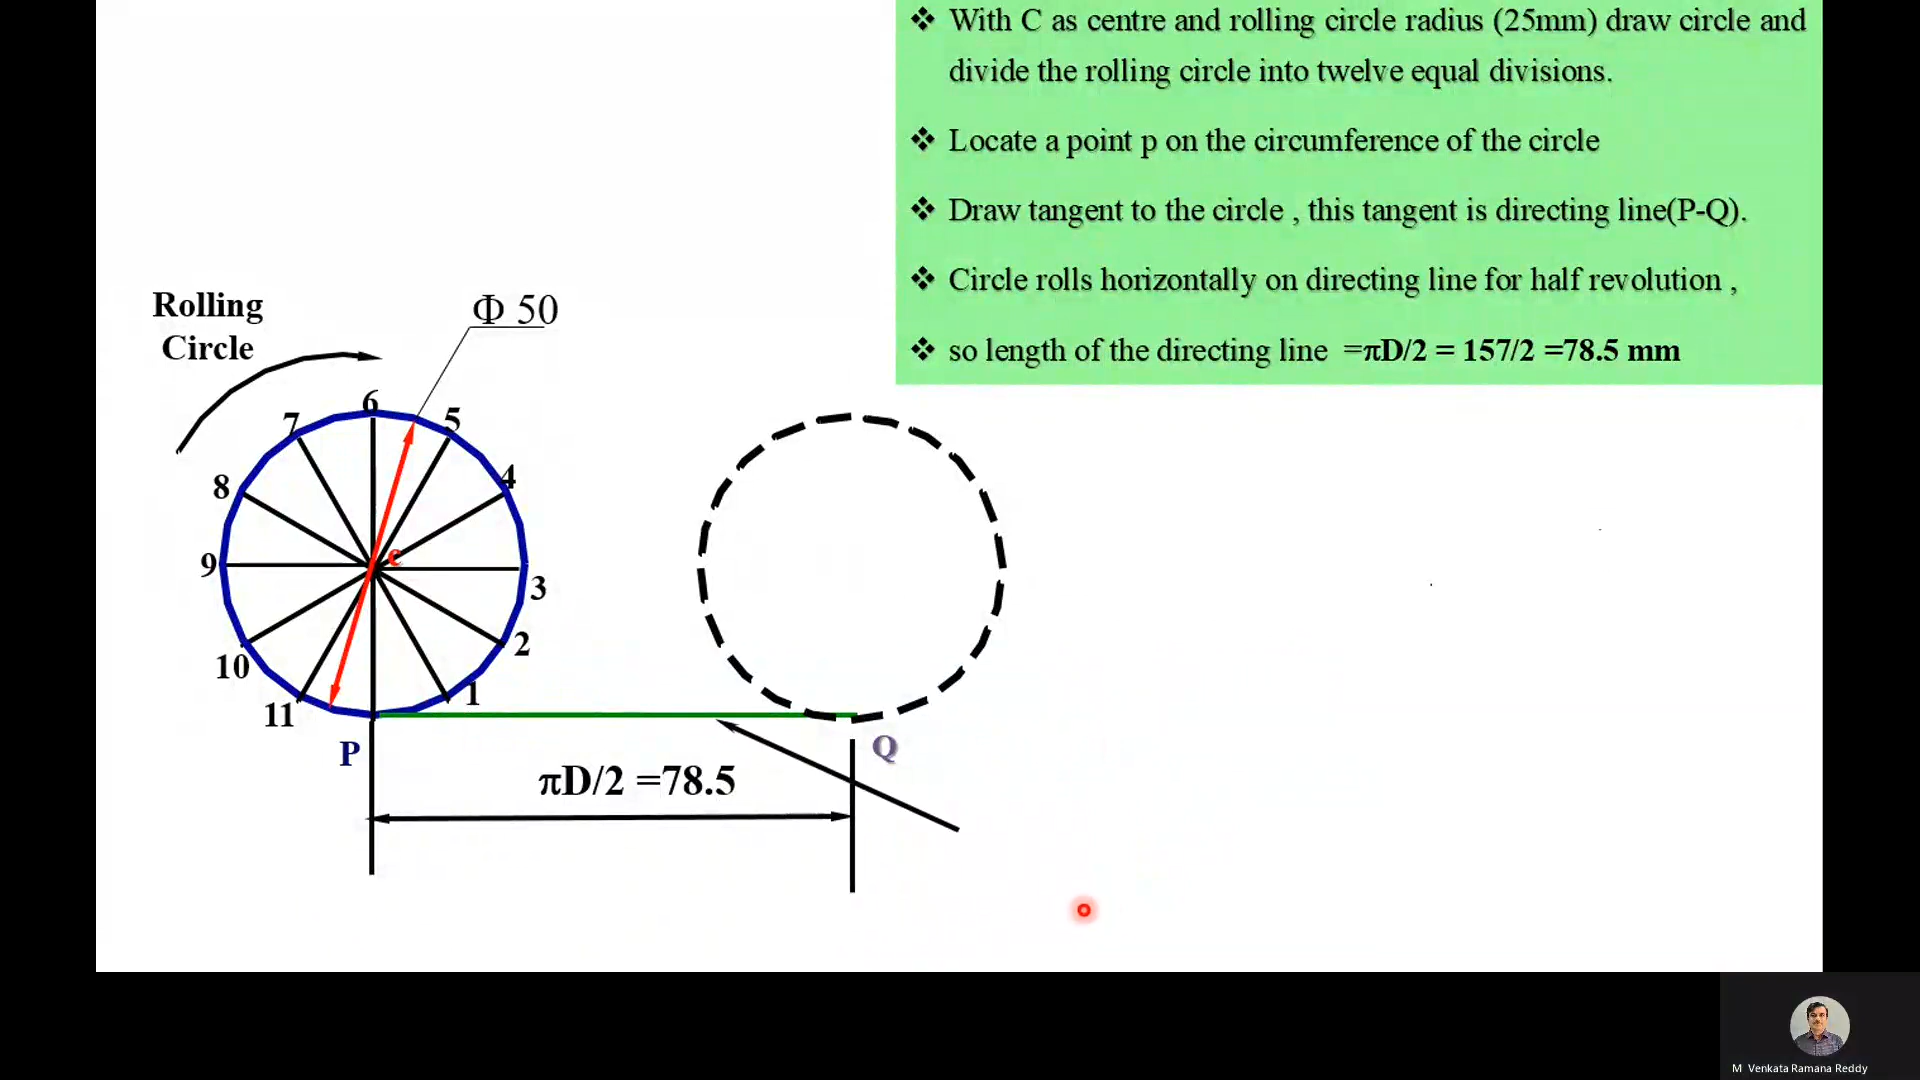 ❖ With C as centre and rolling circle radius (25mm) draw circle and
divide the rolling circle into twelve equal divisions.
❖ Locate a point p on the circumference of the circle
❖ Draw tangent to the circle , this tangent is directing line(P-Q).
❖ Circle rolls horizontally on directing line for half revolution ,
❖ so length of the directing line =πD/2 = 157/2 =78.5 mm
Rolling
Circle
Φ 50
6
7
5
8
4
C
9
3
10
2
11
1
P
Q
πD/2 =78.5
M Venkata Ramana Reddy